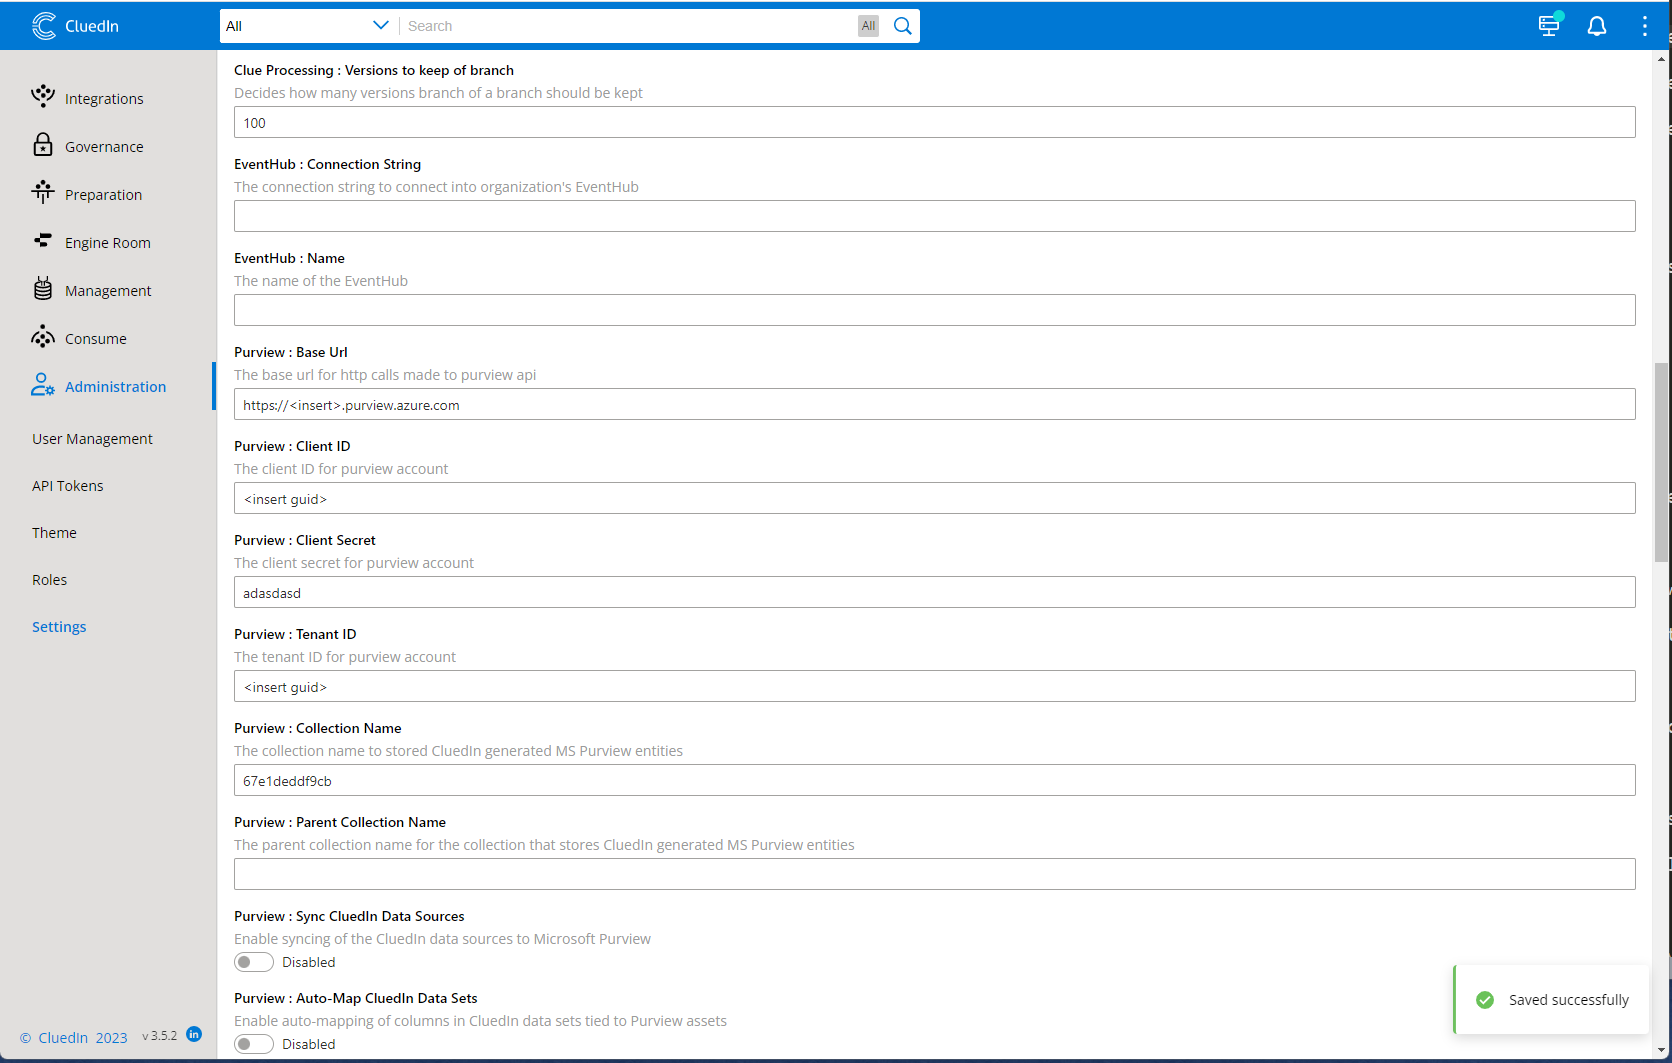 CluedIn
All
Search
All
Integrations
Governance
Preparation
Engine Room
Management
Consume
Administration
User Management
API Tokens
Theme
Roles
Settings
© CluedIn 2023 v 3.5.2 in
Clue Processing : Versions to keep of branch
Decides how many versions branch of a branch should be kept
100
EventHub : Connection String
The connection string to connect into organization's EventHub
EventHub : Name
The name of the EventHub
Purview : Base Url
The base url for http calls made to purview api
https://<insert>.purview.azure.com
Purview : Client ID
The client ID for purview account
<insert guid>
Purview : Client Secret
The client secret for purview account
adasdasd
Purview : Tenant ID
The tenant ID for purview account
<insert guid>
Purview : Collection Name
The collection name to stored CluedIn generated MS Purview entities
67e1deddf9cb
Purview : Parent Collection Name
The parent collection name for the collection that stores CluedIn generated MS Purview entities
Purview : Sync CluedIn Data Sources
Enable syncing of the CluedIn data sources to Microsoft Purview
Disabled
Purview : Auto-Map CluedIn Data Sets
Enable auto-mapping of columns in CluedIn data sets tied to Purview assets
Disabled
Saved successfully